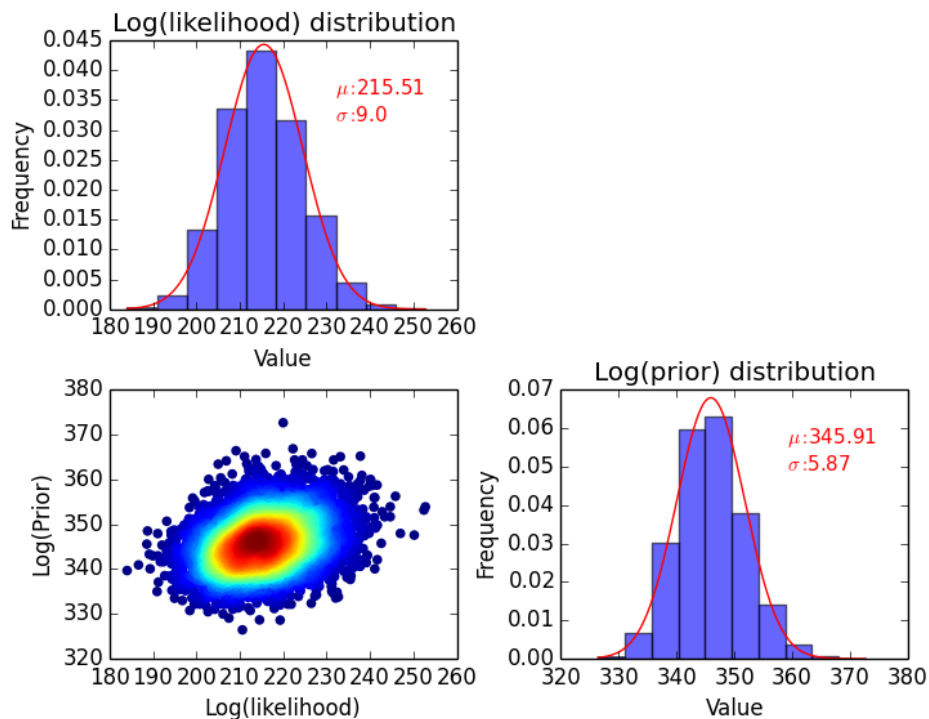 Log(likelihood) distribution
0.045
0.040
0.035
0.030
0.025
0.020
0.015
0.010
0.005
0.000
Frequency
μ:215.51
σ:9.0
180 190 200 210 220 230 240 250 260
Value
380
370
360
350
340
330
320
Log(Prior)
180 190 200 210 220 230 240 250 260
Log(likelihood)
Log(prior) distribution
0.07
0.06
0.05
0.04
0.03
0.02
0.01
0.00
Frequency
μ:345.91
σ:5.87
320 330 340 350 360 370 380
Value